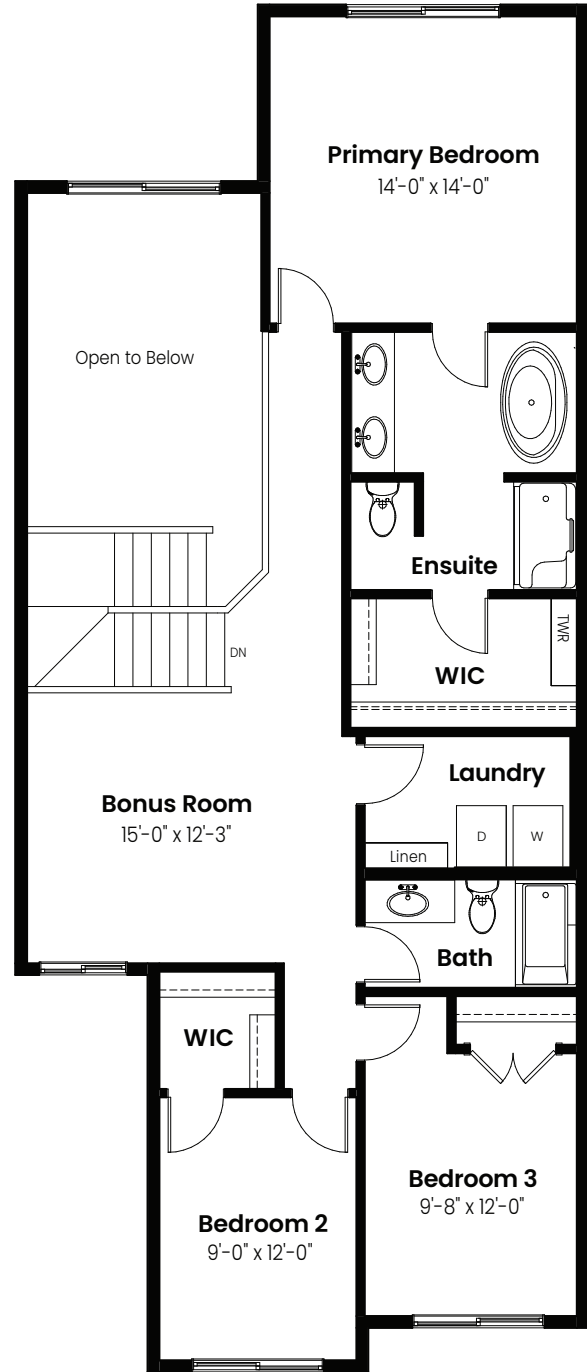 Primary Bedroom
14'-0" x 14'-0"
Open to Below
Ensuite
TWR
DN
WIC
Laundry
Bonus Room
15'-0" x 12'-3"
D
W
Linen
Bath
WIC
Bedroom 3
9'-8" x 12'-0"
Bedroom 2
9'-0" x 12'-0"